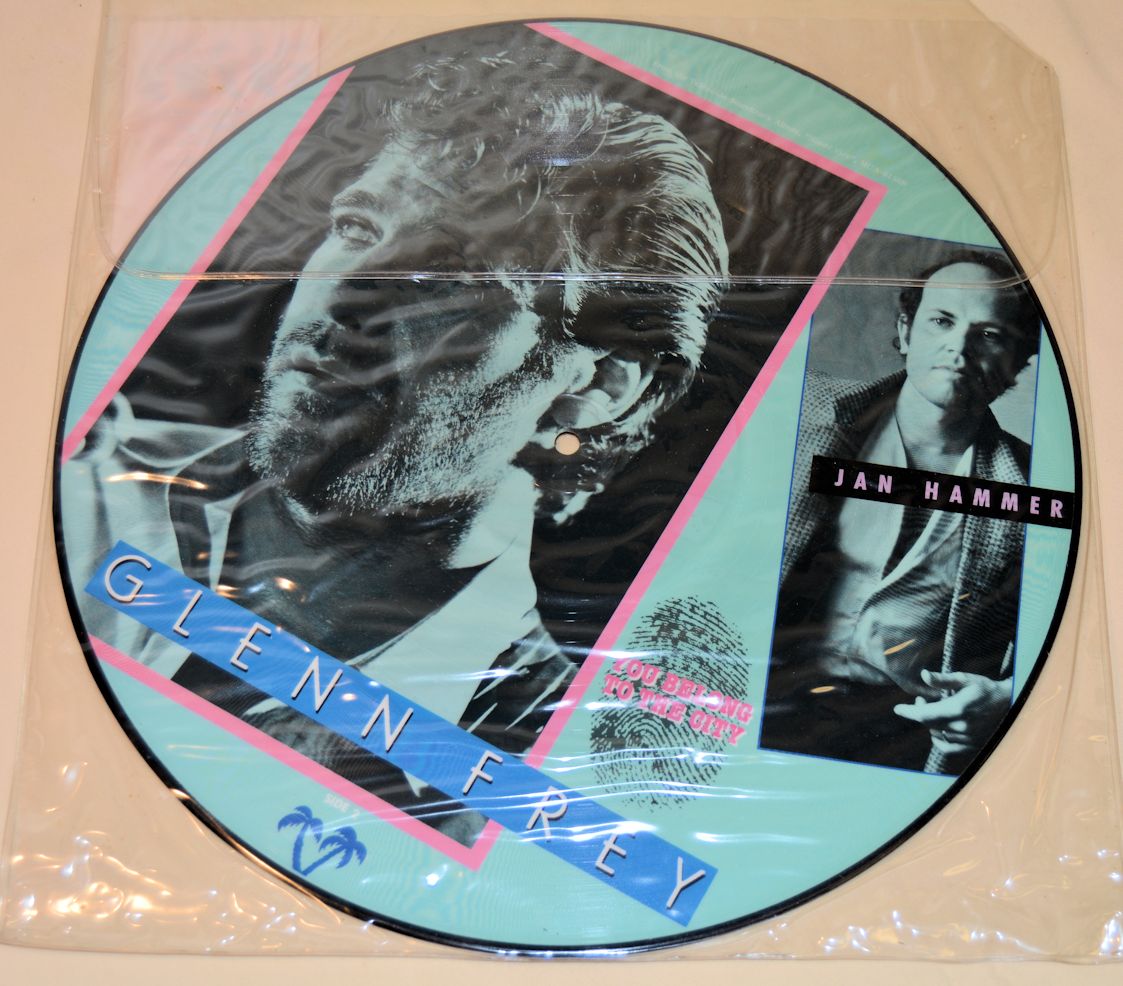 JAN HAMMER
GLENN FREY
YOU BELONG
TO THE CITY
SIDE 2